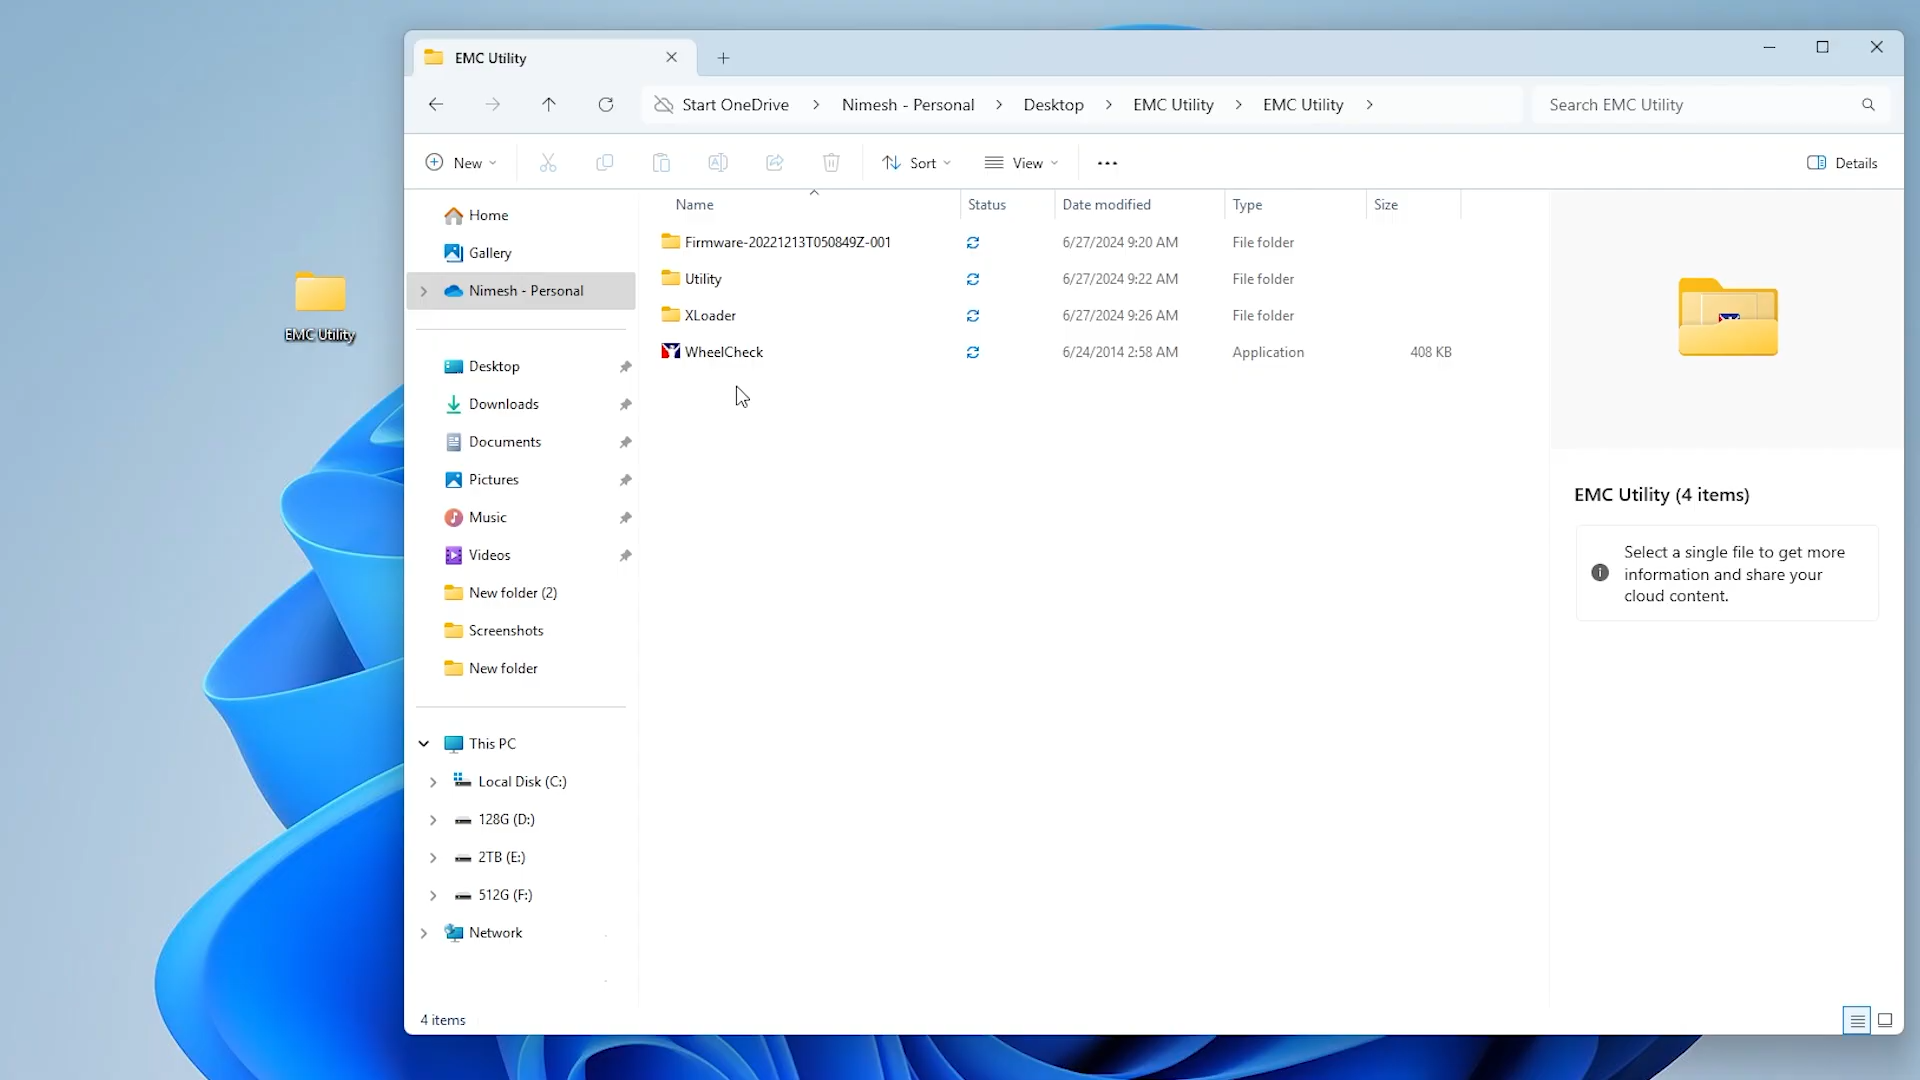 EMC Utility
EMC Utility
Start OneDrive > Nimesh - Personal > Desktop > EMC Utility > EMC Utility >
Search EMC Utility
New
Sort
View
Details
Name Status Date modified Type Size
Firmware-20221213T050849Z-001 6/27/2024 9:20 AM File folder
Utility 6/27/2024 9:22 AM File folder
XLoader 6/27/2024 9:26 AM File folder
WheelCheck 6/24/2014 2:58 AM Application 408 KB
Home
Gallery
Nimesh - Personal
Desktop
Downloads
Documents
Pictures
Music
Videos
New folder (2)
Screenshots
New folder
This PC
Local Disk (C:)
128G (D:)
2TB (E:)
512G (F:)
Network
EMC Utility (4 items)
Select a single file to get more
information and share your
cloud content.
4 items